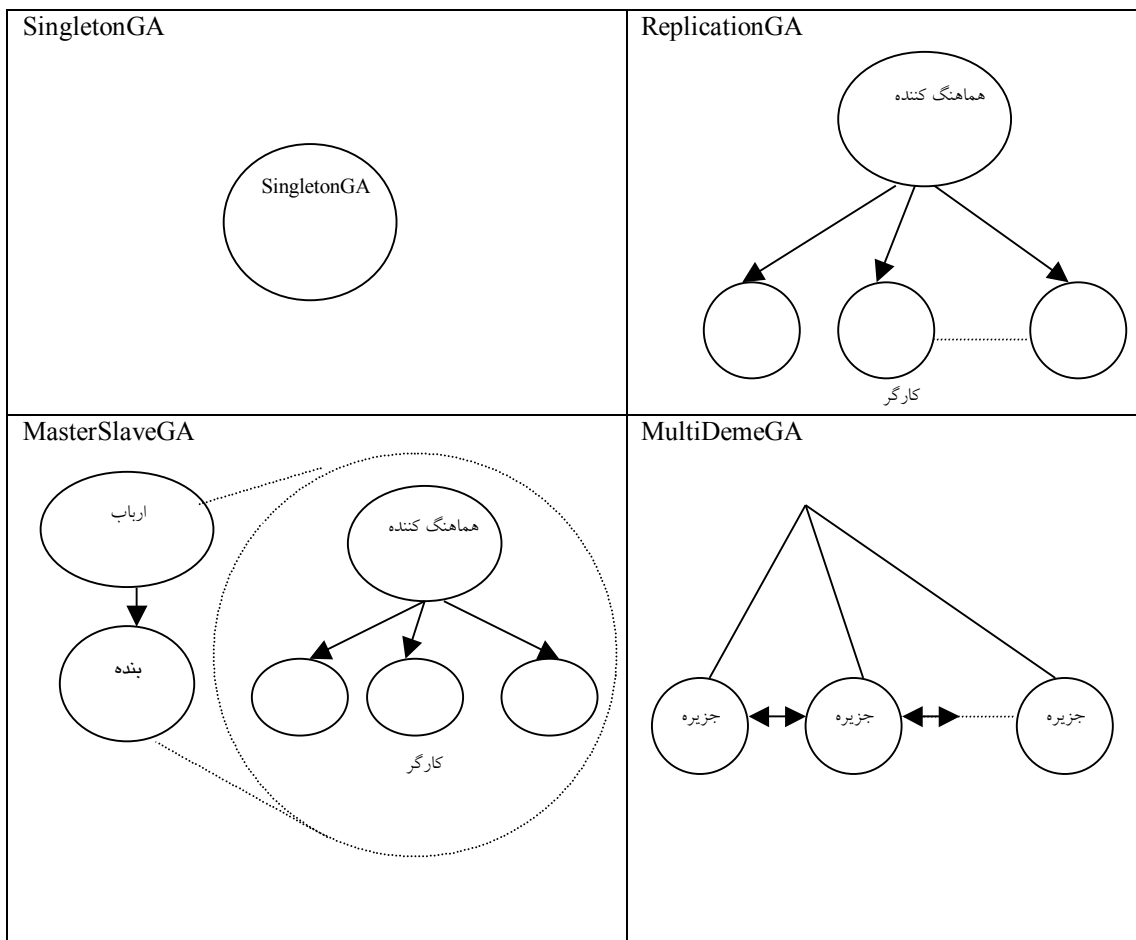 SingletonGA
SingletonGA
ReplicationGA
هماهنگ کننده
کارگر
MasterSlaveGA
ارباب
بنده
هماهنگ کننده
کارگر
MultiDemeGA
جزیره
جزیره
جزیره